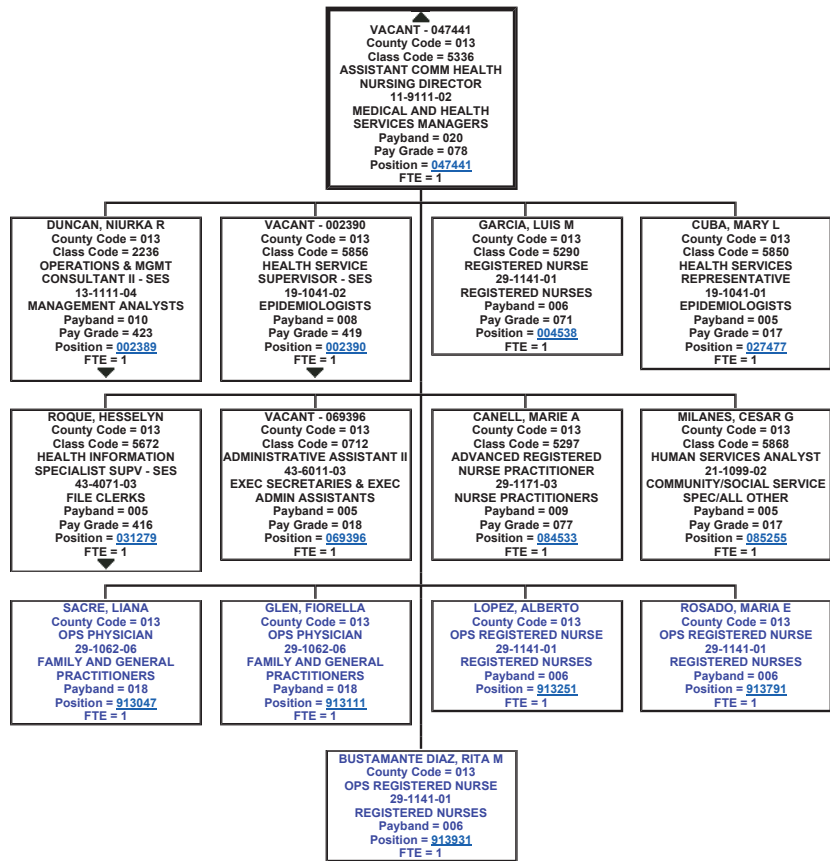 VACANT - 047441
County Code = 013
Class Code = 5336
ASSISTANT COMM HEALTH
NURSING DIRECTOR
11-9111-02
MEDICAL AND HEALTH
SERVICES MANAGERS
Payband = 020
Pay Grade = 078
Position = 047441
FTE = 1
DUNCAN, NIURKA R
County Code = 013
Class Code = 2236
OPERATIONS & MGMT
CONSULTANT II - SES
13-1111-04
MANAGEMENT ANALYSTS
Payband = 010
Pay Grade = 423
Position = 002389
FTE = 1
VACANT - 002390
County Code = 013
Class Code = 5856
HEALTH SERVICE
SUPERVISOR - SES
19-1041-02
EPIDEMIOLOGISTS
Payband = 008
Pay Grade = 419
Position = 002390
FTE = 1
GARCIA, LUIS M
County Code = 013
Class Code = 5290
REGISTERED NURSE
29-1141-01
REGISTERED NURSES
Payband = 006
Pay Grade = 071
Position = 004538
FTE = 1
CUBA, MARY L
County Code = 013
Class Code = 5850
HEALTH SERVICES
REPRESENTATIVE
19-1041-01
EPIDEMIOLOGISTS
Payband = 005
Pay Grade = 017
Position = 027477
FTE = 1
ROQUE, HESSELYN
County Code = 013
Class Code = 5672
HEALTH INFORMATION
SPECIALIST SUPV - SES
43-4071-03
FILE CLERKS
Payband = 005
Pay Grade = 416
Position = 031279
FTE = 1
VACANT - 069396
County Code = 013
Class Code = 0712
ADMINISTRATIVE ASSISTANT II
43-6011-03
EXEC SECRETARIES & EXEC
ADMIN ASSISTANTS
Payband = 005
Pay Grade = 018
Position = 069396
FTE = 1
CANELL, MARIE A
County Code = 013
Class Code = 5297
ADVANCED REGISTERED
NURSE PRACTITIONER
29-1171-03
NURSE PRACTITIONERS
Payband = 009
Pay Grade = 077
Position = 084533
FTE = 1
MILANES, CESAR G
County Code = 013
Class Code = 5868
HUMAN SERVICES ANALYST
21-1099-02
COMMUNITY/SOCIAL SERVICE
SPEC/ALL OTHER
Payband = 005
Pay Grade = 017
Position = 085255
FTE = 1
SACRE, LIANA
County Code = 013
OPS PHYSICIAN
29-1062-06
FAMILY AND GENERAL
PRACTITIONERS
Payband = 018
Position = 913047
FTE = 1
GLEN, FIORELLA
County Code = 013
OPS PHYSICIAN
29-1062-06
FAMILY AND GENERAL
PRACTITIONERS
Payband = 018
Position = 913111
FTE = 1
LOPEZ, ALBERTO
County Code = 013
OPS REGISTERED NURSE
29-1141-01
REGISTERED NURSES
Payband = 006
Position = 913251
FTE = 1
ROSADO, MARIA E
County Code = 013
OPS REGISTERED NURSE
29-1141-01
REGISTERED NURSES
Payband = 006
Position = 913791
FTE = 1
BUSTAMANTE DIAZ, RITA M
County Code = 013
OPS REGISTERED NURSE
29-1141-01
REGISTERED NURSES
Payband = 006
Position = 913931
FTE = 1